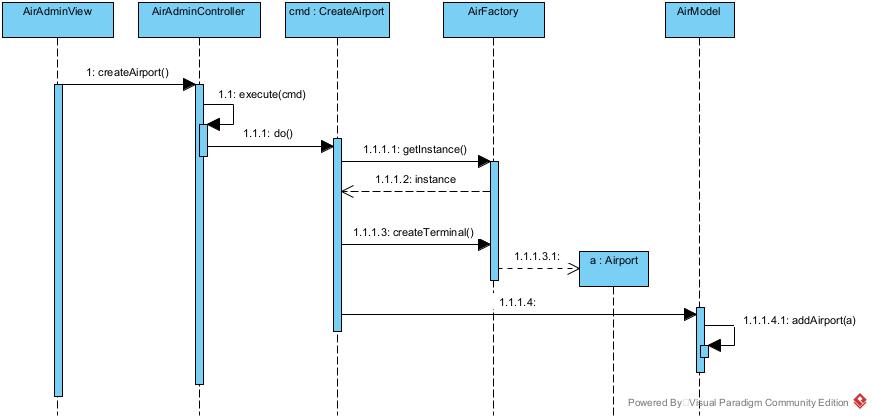 AirAdminView
AirAdminController
cmd : CreateAirport
AirFactory
AirModel
1: createAirport()
1.1: execute(cmd)
1.1.1: do()
1.1.1.1: getInstance()
1.1.1.2: instance
1.1.1.3: createTerminal()
1.1.1.3.1:
a : Airport
1.1.1.4:
1.1.1.4.1: addAirport(a)
Powered By Visual Paradigm Community Edition